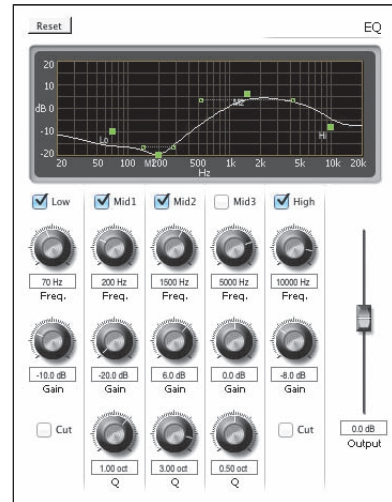 Reset EQ
20
10
dB 0
-10
-20
Lo M1 M2 Hi
20 50 100 200 500 1k 2k 5k 10k 20k
Hz
Low Mid1 Mid2 Mid3 High
70 Hz 200 Hz 1500 Hz 5000 Hz 10000 Hz
Freq. Freq. Freq. Freq. Freq.
-10.0 dB -20.0 dB 6.0 dB 0.0 dB -8.0 dB
Gain Gain Gain Gain Gain
Cut Cut
0.0 dB
Output
1.00 oct 3.00 oct 0.50 oct
Q Q Q